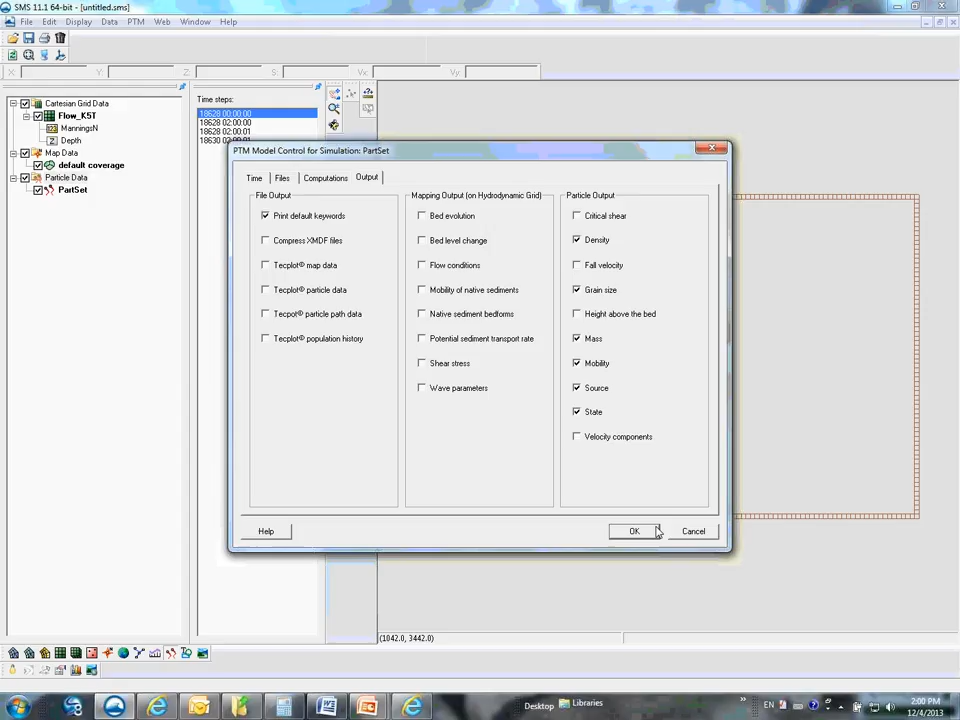 SMS 11.1 64-bit - [untitled.sms]
File Edit Display Data PTM Web Window Help
X: Y: Z: S: Vx: Vy:
Cartesian Grid Data
Flow_K5T
ManningsN
Depth
Map Data
default coverage
Particle Data
PartSet
Time steps:
18628 00:00:00
18628 02:00:00
18628 02:00:01
18630 02:00:01
PTM Model Control for Simulation: PartSet
Time Files Computations Output
File Output
Print default keywords
Compress XMDF files
Tecplot® map data
Tecplot® particle data
Tecpot® particle path data
Tecplot® population history
Mapping Output (on Hydrodynamic Grid)
Bed evolution
Bed level change
Flow conditions
Mobility of native sediments
Native sediment bedforms
Potential sediment transport rate
Shear stress
Wave parameters
Particle Output
Critical shear
Density
Fall velocity
Grain size
Height above the bed
Mass
Mobility
Source
State
Velocity components
Help OK Cancel
(1042.0, 3442.0)
Desktop Libraries EN 2:00 PM
12/4/2013